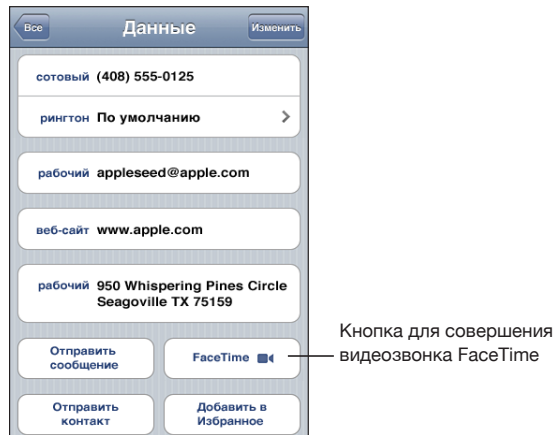 Все Данные Изменить
сотовый (408) 555-0125
рингтон По умолчанию
рабочий appleseed@apple.com
веб-сайт www.apple.com
рабочий 950 Whispering Pines Circle
Seagoville TX 75159
Отправить
сообщение
FaceTime
Кнопка для совершения
видеозвонка FaceTime
Отправить
контакт
Добавить в
Избранное